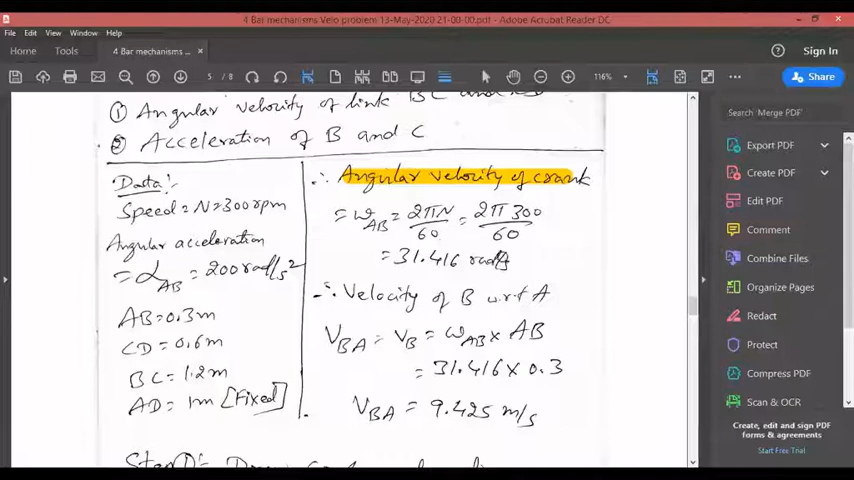 4 Bar mechanisms Velo problem 13-May-2020 21-00-00.pdf - Adobe Acrobat Reader DC
File Edit View Window Help
Home Tools 4 Bar mechanisms ... × Sign In
5 / 8 116% Share
① Angular velocity of link BC and
② Acceleration of B and C
Data:-
Speed = N = 300 rpm
Angular acceleration
= α_AB = 200 rad/s²
AB = 0.3m
CD = 0.6m
BC = 1.2m
AD = 1m [Fixed]
∴ Angular velocity of crank
= ω_AB = 2πN/60 = 2π300/60
= 31.416 rad/s
∴ Velocity of B w.r.t A
V_BA = V_B = ω_AB × AB
= 31.416 × 0.3
V_BA = 9.425 m/s
Search 'Merge PDF'
Export PDF
Create PDF
Edit PDF
Comment
Combine Files
Organize Pages
Redact
Protect
Compress PDF
Scan & OCR
Create, edit and sign PDF
forms & agreements
Start Free Trial